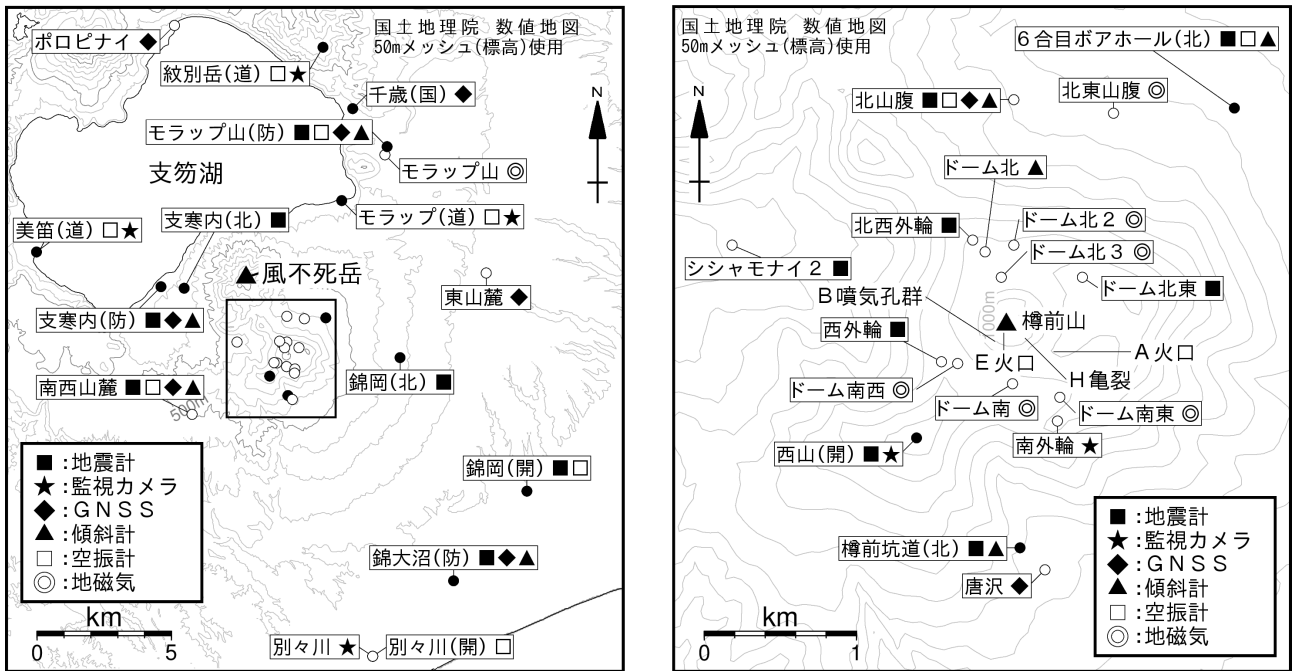 国土地理院 数値地図
50mメッシュ(標高)使用
ポロピナイ ◆
紋別岳(道) □★
千歳(国) ◆
モラップ山(防) ■□◆▲
N
モラップ山 ◎
支笏湖
支寒内(北) ■
モラップ(道) □★
美笛(道) □★
▲風不死岳
東山麓 ◆
支寒内(防) ■◆▲
錦岡(北) ■
南西山麓 ■□◆▲
500m
錦岡(開) ■□
■:地震計
★:監視カメラ
◆:GNSS
▲:傾斜計
□:空振計
◎:地磁気
錦大沼(防) ■◆▲
km
0 5
別々川 ★ 別々川(開) □
国土地理院 数値地図
50mメッシュ(標高)使用
6合目ボアホール(北) ■□▲
N
北山腹 ■□◆▲
北東山腹 ◎
ドーム北 ▲
北西外輪 ■
ドーム北2 ◎
ドーム北3 ◎
シシャモナイ2 ■
ドーム北東 ■
B噴気孔群
1000m
▲樽前山
西外輪 ■
E火口
A火口
H亀裂
ドーム南西 ◎
ドーム南 ◎
ドーム南東 ◎
南外輪 ★
西山(開) ■★
樽前坑道(北) ■▲
唐沢 ◆
■:地震計
★:監視カメラ
◆:GNSS
▲:傾斜計
□:空振計
◎:地磁気
km
0 1